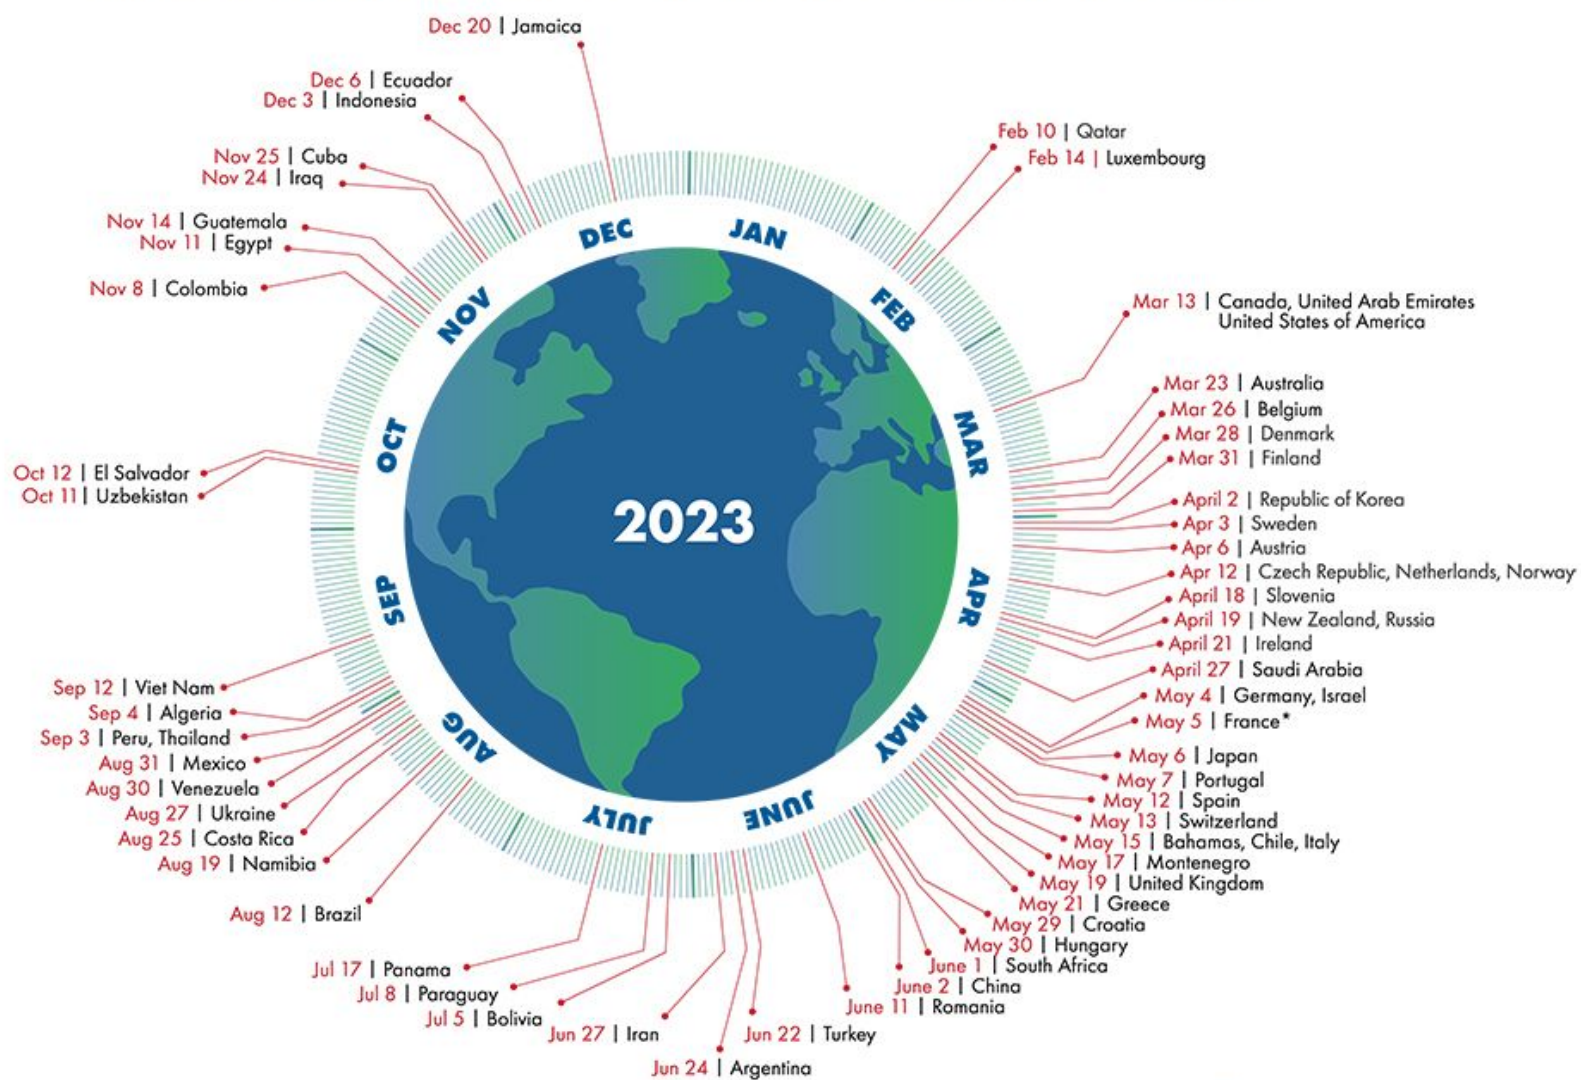 Dec 20 | Jamaica
Dec 6 | Ecuador
Dec 3 | Indonesia
Nov 25 | Cuba
Nov 24 | Iraq
Nov 14 | Guatemala
Nov 11 | Egypt
Nov 8 | Colombia
Oct 12 | El Salvador
Oct 11 | Uzbekistan
Sep 12 | Viet Nam
Sep 4 | Algeria
Sep 3 | Peru, Thailand
Aug 31 | Mexico
Aug 30 | Venezuela
Aug 27 | Ukraine
Aug 25 | Costa Rica
Aug 19 | Namibia
Aug 12 | Brazil
Jul 17 | Panama
Jul 8 | Paraguay
Jul 5 | Bolivia
Jun 27 | Iran
Jun 24 | Argentina
Jun 22 | Turkey
Feb 10 | Qatar
Feb 14 | Luxembourg
Mar 13 | Canada, United Arab Emirates
United States of America
Mar 23 | Australia
Mar 26 | Belgium
Mar 28 | Denmark
Mar 31 | Finland
April 2 | Republic of Korea
Apr 3 | Sweden
Apr 6 | Austria
Apr 12 | Czech Republic, Netherlands, Norway
April 18 | Slovenia
April 19 | New Zealand, Russia
April 21 | Ireland
April 27 | Saudi Arabia
May 4 | Germany, Israel
May 5 | France*
May 6 | Japan
May 7 | Portugal
May 12 | Spain
May 13 | Switzerland
May 15 | Bahamas, Chile, Italy
May 17 | Montenegro
May 19 | United Kingdom
May 21 | Greece
May 29 | Croatia
May 30 | Hungary
June 1 | South Africa
June 2 | China
June 11 | Romania
JAN
FEB
MAR
APR
MAY
JUNE
JULY
AUG
SEP
OCT
NOV
DEC
2023